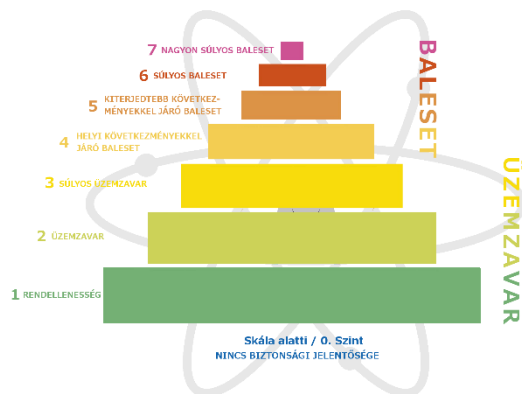 7 NAGYON SÚLYOS BALESET
6 SÚLYOS BALESET
5 KITERJEDTEBB KÖVETKEZ-
MÉNYEKKEL JÁRÓ BALESET
4 HELYI KÖVETKEZMÉNYEKKEL
JÁRÓ BALESET
3 SÚLYOS ÜZEMZAVAR
2 ÜZEMZAVAR
1 RENDELLENESSÉG
BALESET
ÜZEMZAVAR
Skála alatti / 0. Szint
NINCS BIZTONSÁGI JELENTŐSÉGE